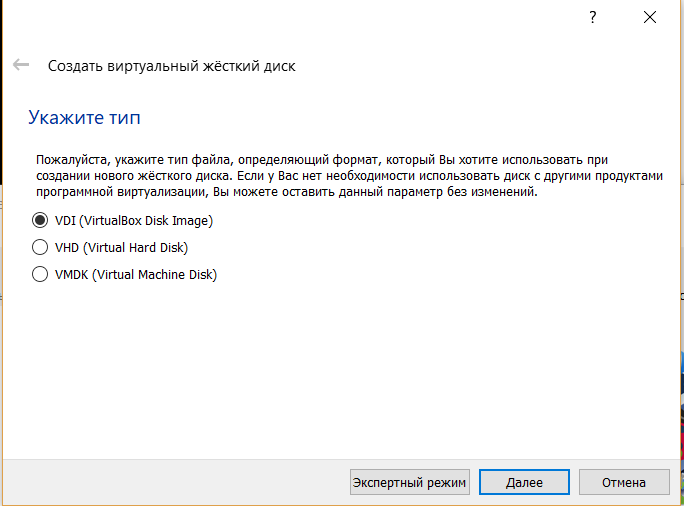 ?
Создать виртуальный жёсткий диск
Укажите тип
Пожалуйста, укажите тип файла, определяющий формат, который Вы хотите использовать при
создании нового жёсткого диска. Если у Вас нет необходимости использовать диск с другими продуктами
программной виртуализации, Вы можете оставить данный параметр без изменений.
VDI (VirtualBox Disk Image)
VHD (Virtual Hard Disk)
VMDK (Virtual Machine Disk)
Экспертный режим Далее Отмена